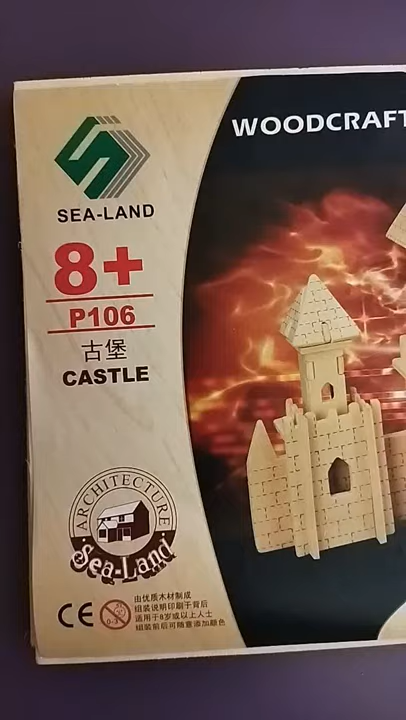 WOODCRAFT
SEA-LAND
8+
P106
古堡
CASTLE
ARCHITECTURE
Sea-Land
CE
0-3
由优质木材制成
组装说明印刷于背后
适用于8岁或以上人士
组装前后可随意添加颜色